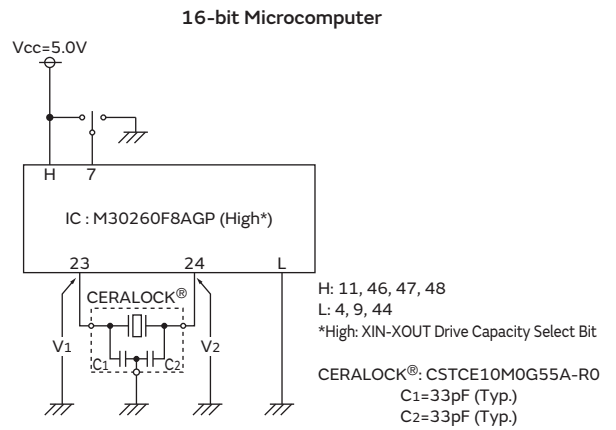 16-bit Microcomputer
Vcc=5.0V
H 7
IC : M30260F8AGP (High*)
23 24 L
CERALOCK®
V1 C1 C2 V2
H: 11, 46, 47, 48
L: 4, 9, 44
*High: XIN-XOUT Drive Capacity Select Bit
CERALOCK®: CSTCE10M0G55A-R0
C1=33pF (Typ.)
C2=33pF (Typ.)